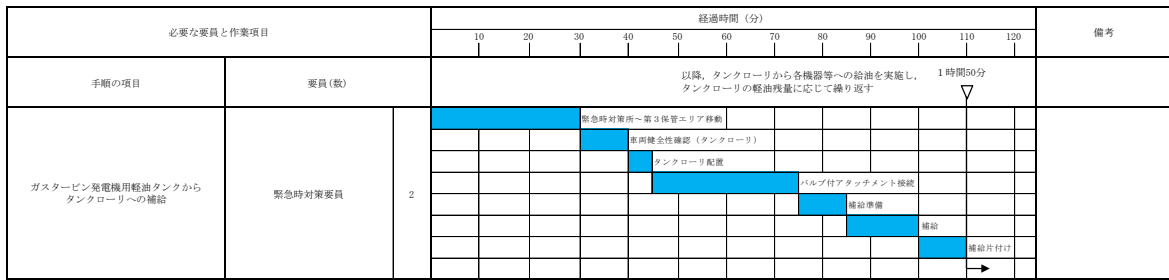 必要な要員と作業項目
経過時間（分）
備考
10 20 30 40 50 60 70 80 90 100 110 120
手順の項目
要員(数)
以降，タンクローリから各機器等への給油を実施し，
タンクローリの軽油残量に応じて繰り返す
1時間50分
ガスタービン発電機用軽油タンクから
タンクローリへの補給
緊急時対策要員
2
緊急時対策所～第３保管エリア移動
車両健全性確認（タンクローリ）
タンクローリ配置
バルブ付アタッチメント接続
補給準備
補給
補給片付け